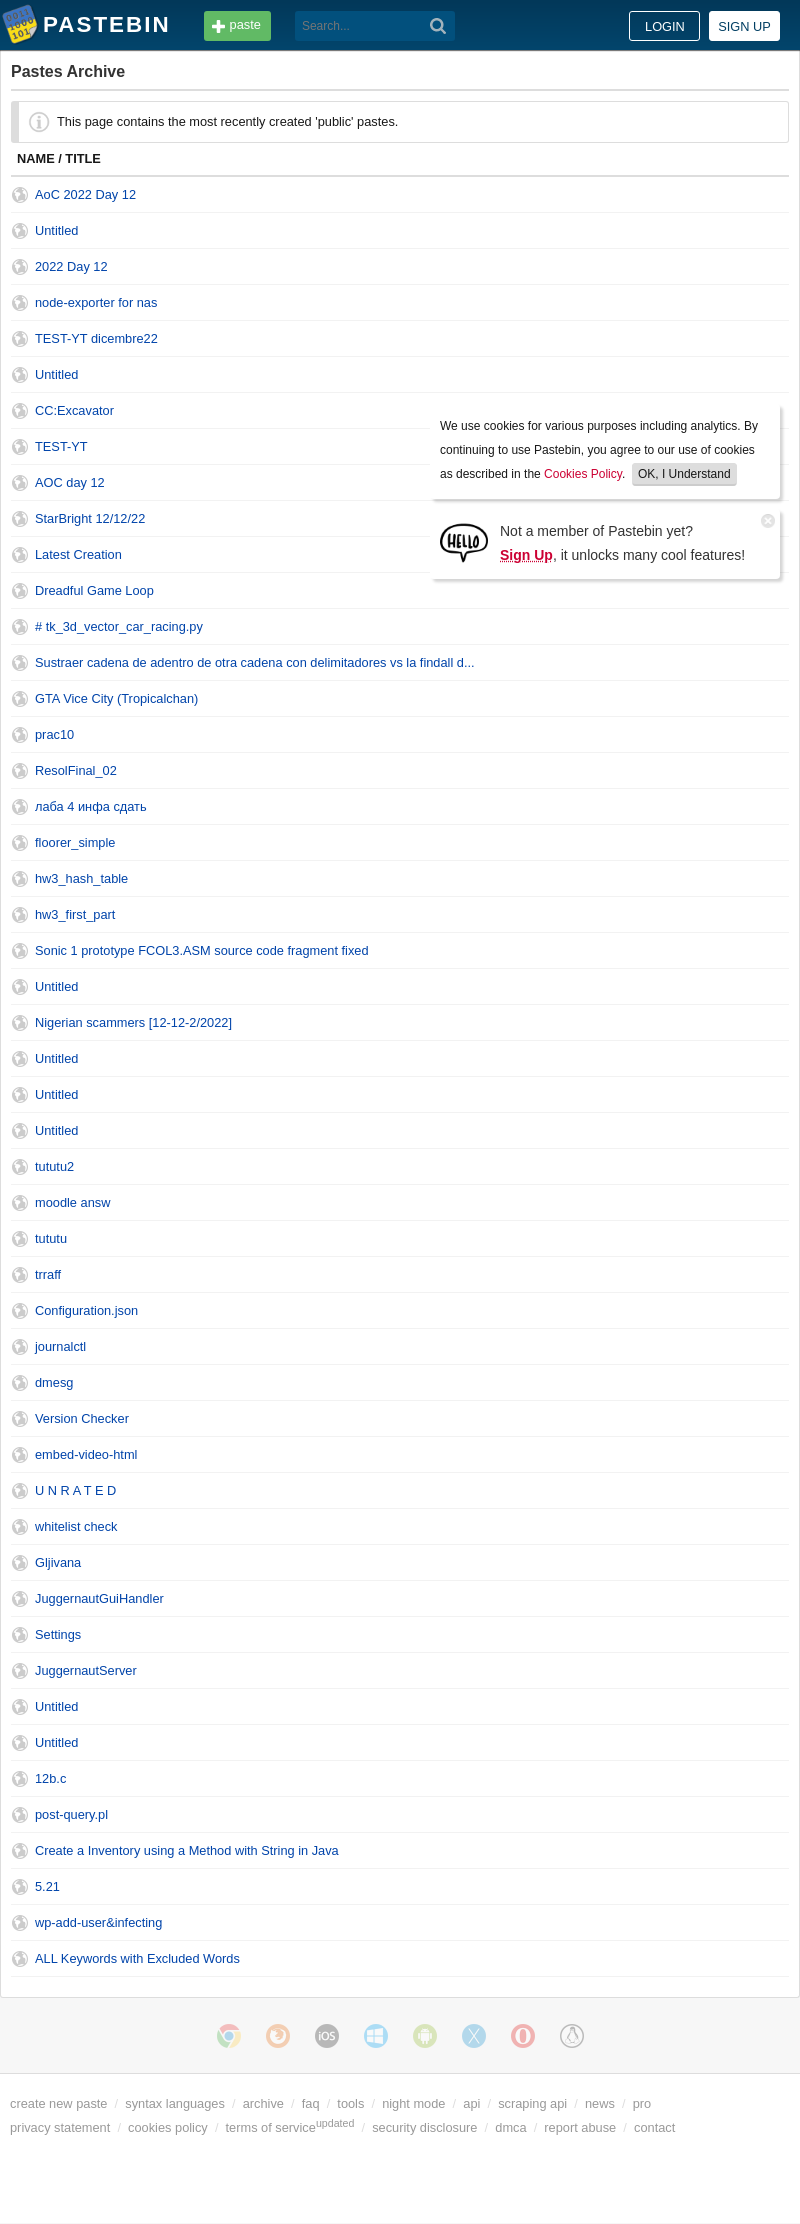 PASTEBIN
paste
Search...
LOGIN
SIGN UP
Pastes Archive
This page contains the most recently created 'public' pastes.
NAME / TITLE
AoC 2022 Day 12
Untitled
2022 Day 12
node-exporter for nas
TEST-YT dicembre22
Untitled
CC:Excavator
TEST-YT
AOC day 12
StarBright 12/12/22
Latest Creation
We use cookies for various purposes including analytics. By
continuing to use Pastebin, you agree to our use of cookies
as described in the Cookies Policy. OK, I Understand
HELLO
Not a member of Pastebin yet?
Sign Up, it unlocks many cool features!
Dreadful Game Loop
# tk_3d_vector_car_racing.py
Sustraer cadena de adentro de otra cadena con delimitadores vs la findall d...
GTA Vice City (Tropicalchan)
prac10
ResolFinal_02
лаба 4 инфа сдать
floorer_simple
hw3_hash_table
hw3_first_part
Sonic 1 prototype FCOL3.ASM source code fragment fixed
Untitled
Nigerian scammers [12-12-2/2022]
Untitled
Untitled
Untitled
tututu2
moodle answ
tututu
trraff
Configuration.json
journalctl
dmesg
Version Checker
embed-video-html
U N R A T E D
whitelist check
Gljivana
JuggernautGuiHandler
Settings
JuggernautServer
Untitled
Untitled
12b.c
post-query.pl
Create a Inventory using a Method with String in Java
5.21
wp-add-user&infecting
ALL Keywords with Excluded Words
iOS
create new paste / syntax languages / archive / faq / tools / night mode / api / scraping api / news / pro
privacy statement / cookies policy / terms of service updated / security disclosure / dmca / report abuse / contact